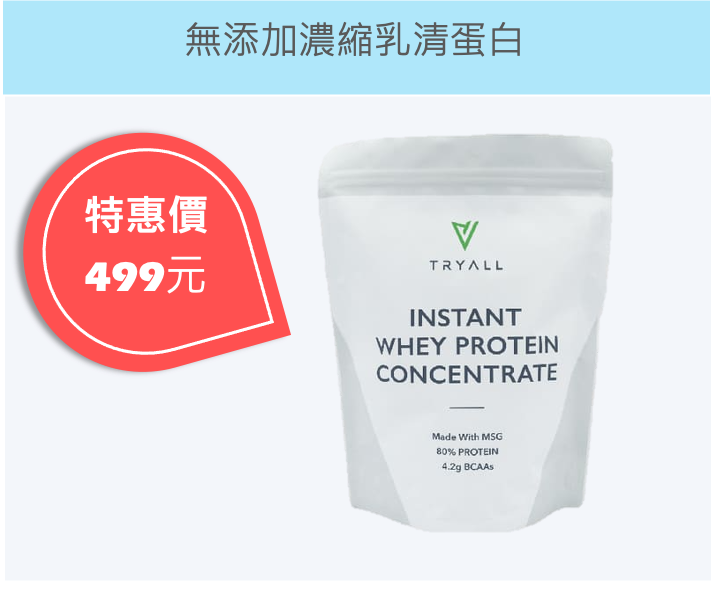 無添加濃縮乳清蛋白
特惠價
499元
TRYALL
INSTANT
WHEY PROTEIN
CONCENTRATE
Made With MSG
80% PROTEIN
4.2g BCAAs